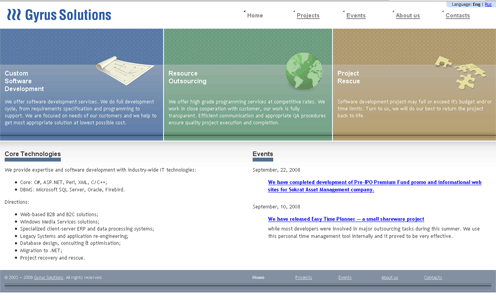 Language: Eng | Rus
Gyrus Solutions
Home
Projects
Events
About us
Contacts
Custom
Software
Development
We offer software development services. We do full development
cycle, from requirements specification and programming to
support. We are focused on needs of our customers and we help to
get most appropriate solution at lowest possible cost.
Resource
Outsourcing
We offer high grade programming services at competitive rates. We
work in close cooperation with customer, our work is fully
transparent. Efficient communication and appropriate QA procedures
ensure quality project execution and completion.
Project
Rescue
Software development project may fail or exceed it's budget and/or
time limits. Turn to us, we will do our best to return the project
back to life.
Core Technologies
We provide expertise and software development with industry-wide IT technologies:
Core: C#, ASP.NET, Perl, XML, C/C++;
DBMS: Microsoft SQL Server, Oracle, Firebird.
Directions:
Web-based B2B and B2C solutions;
Windows Media Services solutions;
Specialized client-server ERP and data processing systems;
Legacy Systems and application re-engineering,
Database design, consulting & optimisation;
Migration to .NET;
Project recovery and rescue.
Events
September, 22, 2008
We have completed development of Pre-IPO Premium Fund promo and informational web
sites for Sokrat Asset Management company.
September, 10, 2008
We have released Easy Time Planner — a small shareware project
while most developers were involved in major outsourcing tasks during this summer. We use
this personal time management tool internally and it proved to be very effective.
© 2002 — 2008 Gyrus Solutions. All rights reserved.
Home
Projects
Events
About us
Contacts